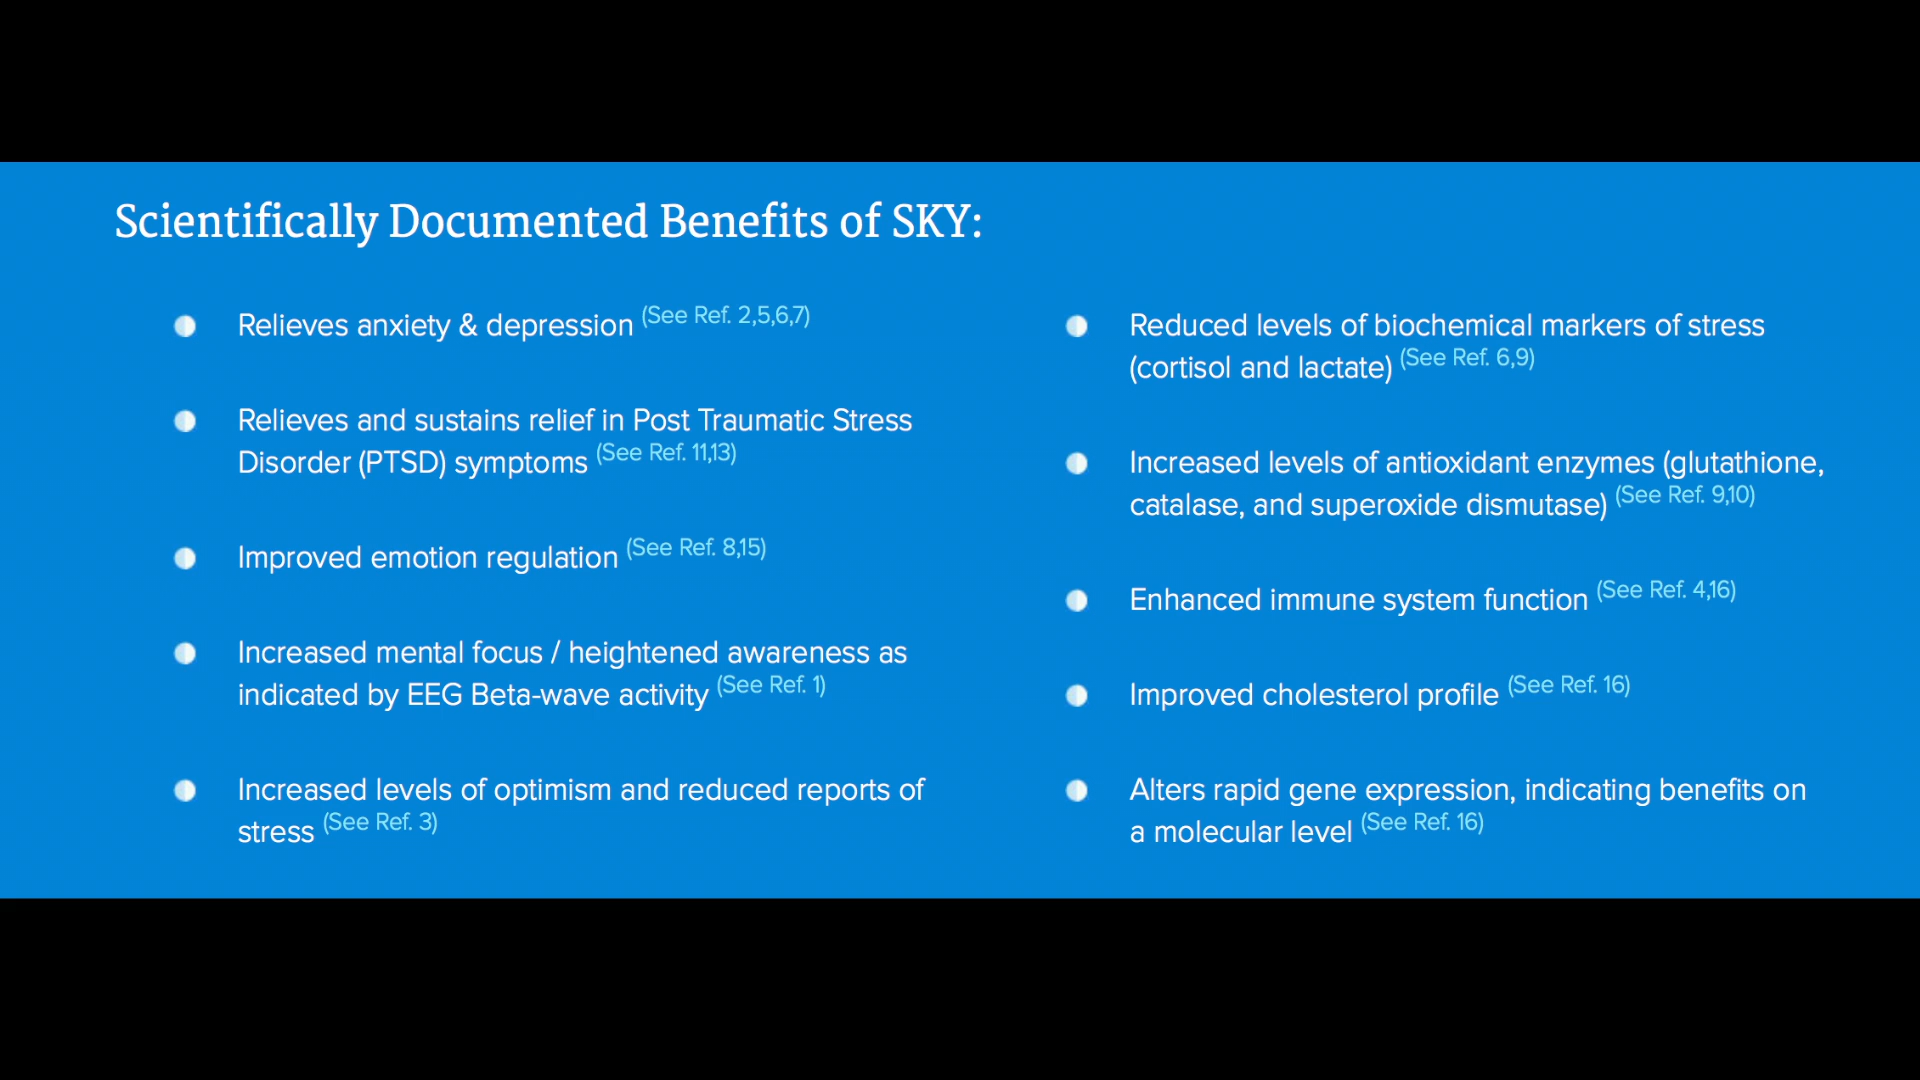 Scientifically Documented Benefits of SKY:
Relieves anxiety & depression (See Ref. 2,5,6,7)
Relieves and sustains relief in Post Traumatic Stress
Disorder (PTSD) symptoms (See Ref. 11,13)
Improved emotion regulation (See Ref. 8,15)
Increased mental focus / heightened awareness as
indicated by EEG Beta-wave activity (See Ref. 1)
Increased levels of optimism and reduced reports of
stress (See Ref. 3)
Reduced levels of biochemical markers of stress
(cortisol and lactate) (See Ref. 6,9)
Increased levels of antioxidant enzymes (glutathione,
catalase, and superoxide dismutase) (See Ref. 9,10)
Enhanced immune system function (See Ref. 4,16)
Improved cholesterol profile (See Ref. 16)
Alters rapid gene expression, indicating benefits on
a molecular level (See Ref. 16)